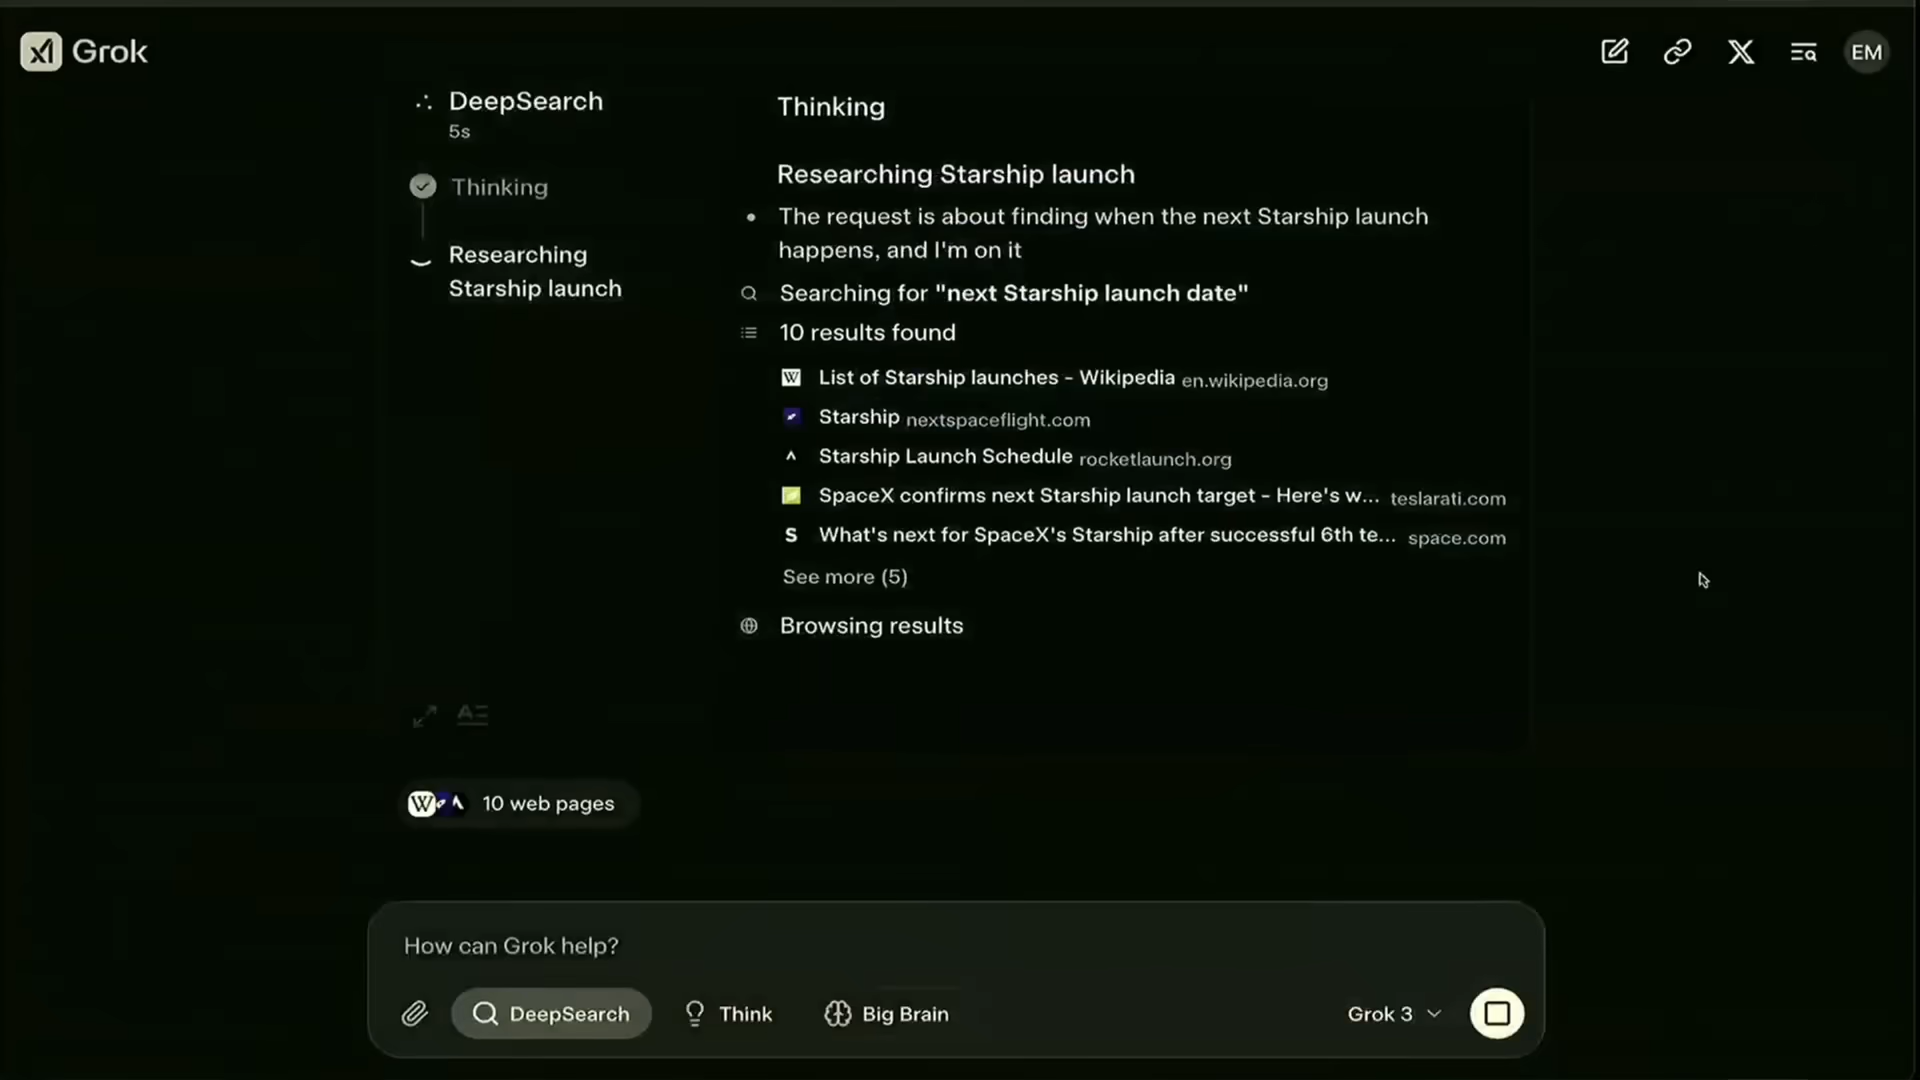 Grok
EM
DeepSearch
5s
Thinking
Researching
Starship launch
Thinking
Researching Starship launch
The request is about finding when the next Starship launch
happens, and I'm on it
Searching for "next Starship launch date"
10 results found
W List of Starship launches - Wikipedia en.wikipedia.org
Starship nextspaceflight.com
Starship Launch Schedule rocketlaunch.org
SpaceX confirms next Starship launch target - Here's w... teslarati.com
S What's next for SpaceX's Starship after successful 6th te... space.com
See more (5)
Browsing results
W 10 web pages
How can Grok help?
DeepSearch Think Big Brain Grok 3